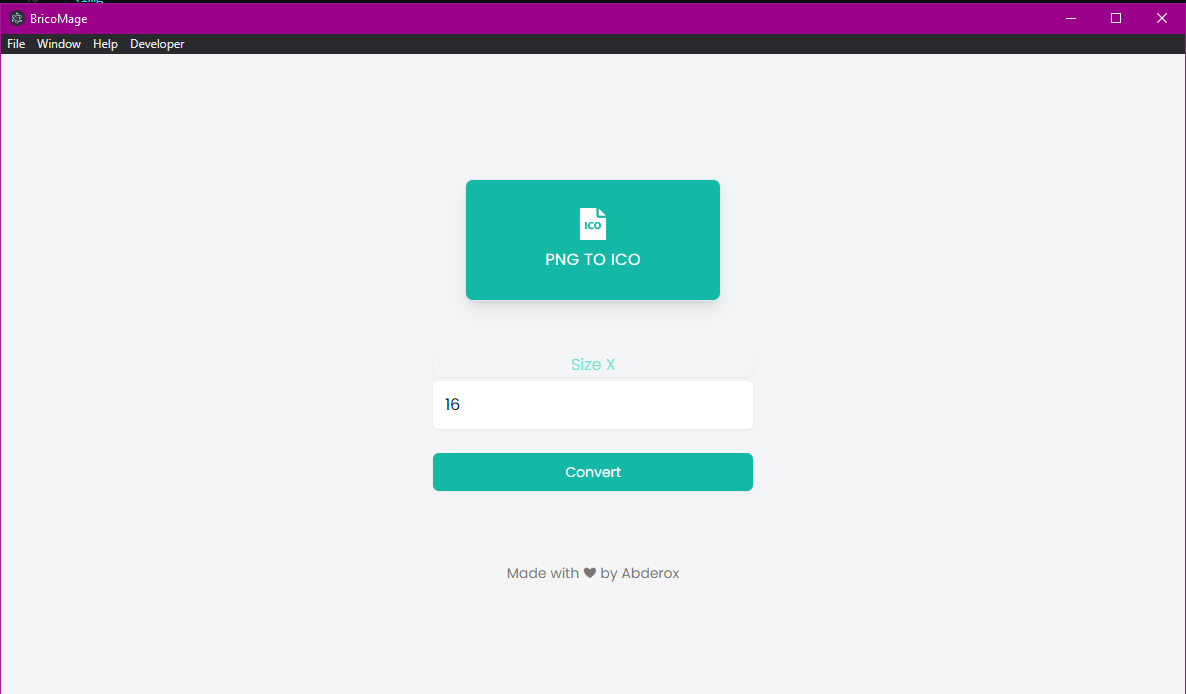 BricoMage
File Window Help Developer
ICO
PNG TO ICO
Size X
16
Convert
Made with ❤ by Abderox